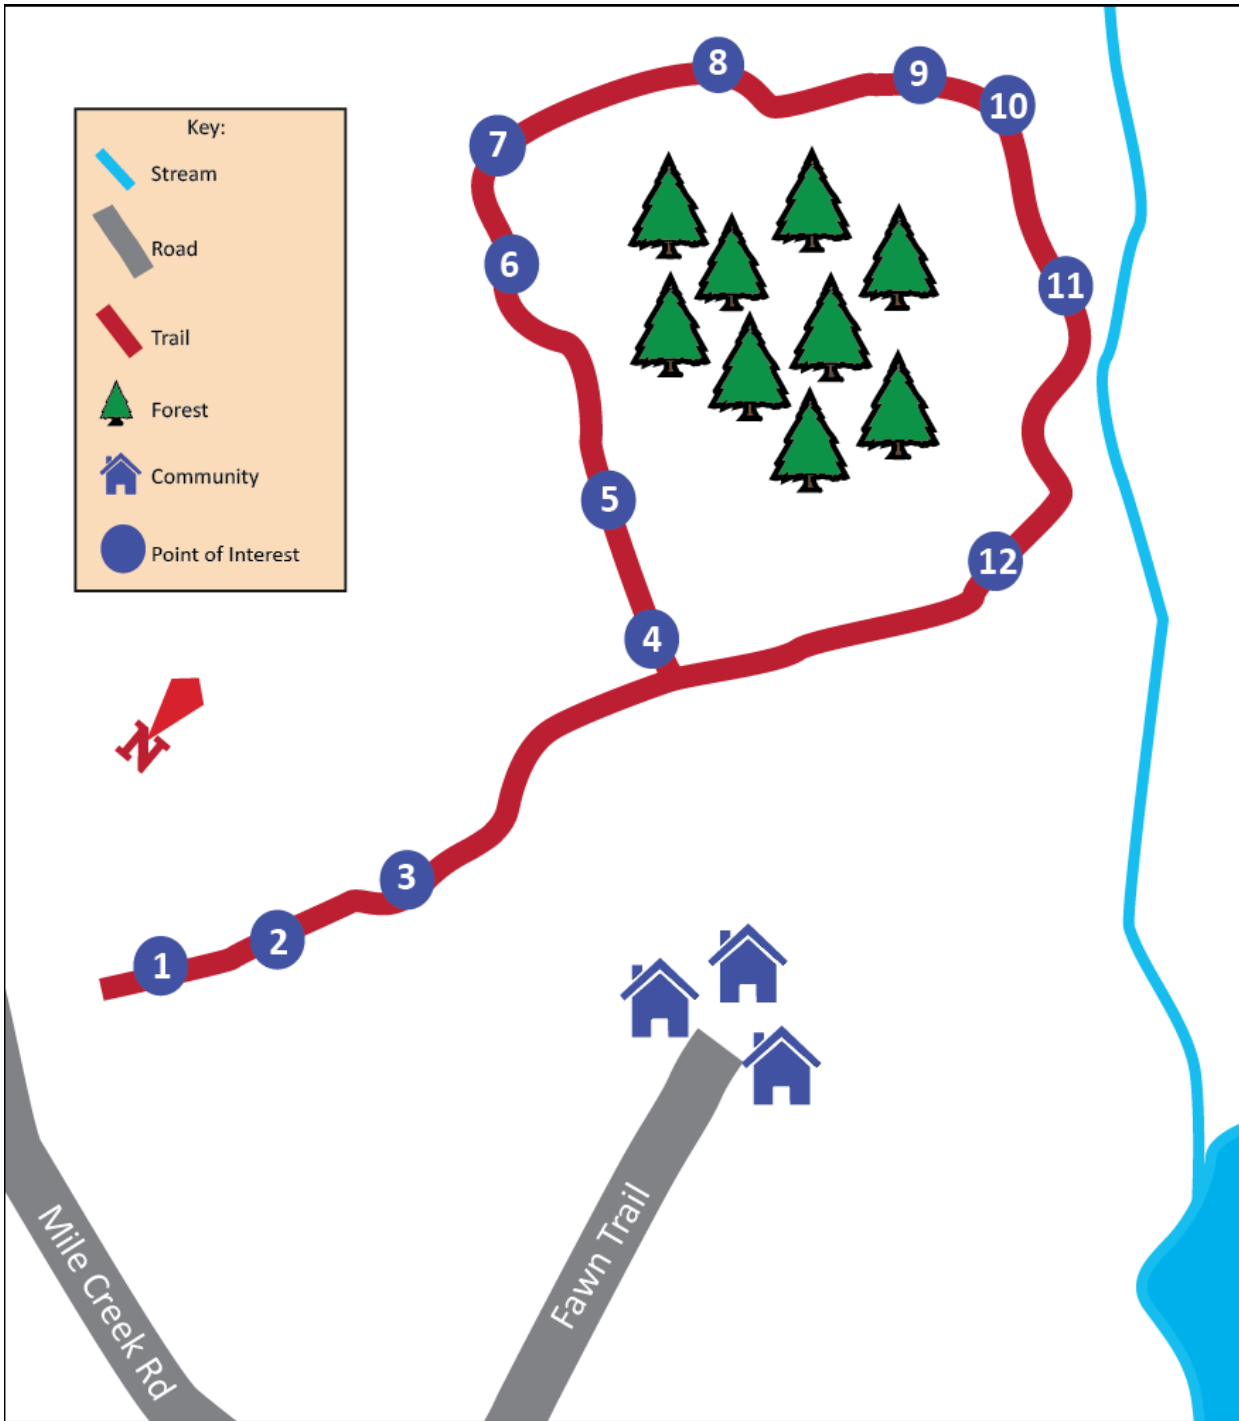 Key:
Stream
Road
Trail
Forest
Community
Point of Interest
8
9
10
7
6
11
5
12
4
N
3
2
1
Mile Creek Rd
Fawn Trail